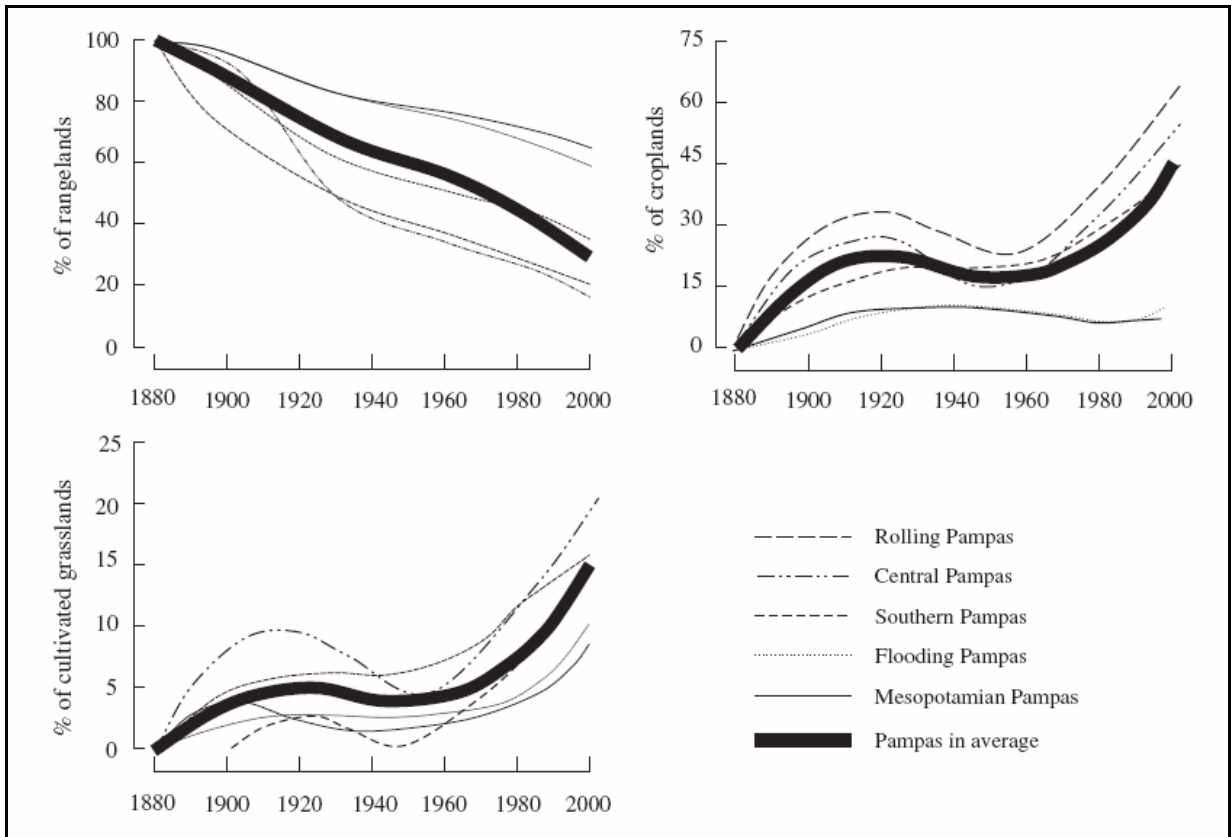 % of rangelands
100
80
60
40
20
0
1880 1900 1920 1940 1960 1980 2000
% of croplands
75
60
45
30
15
0
1880 1900 1920 1940 1960 1980 2000
% of cultivated grasslands
25
20
15
10
5
0
1880 1900 1920 1940 1960 1980 2000
Rolling Pampas
Central Pampas
Southern Pampas
Flooding Pampas
Mesopotamian Pampas
Pampas in average